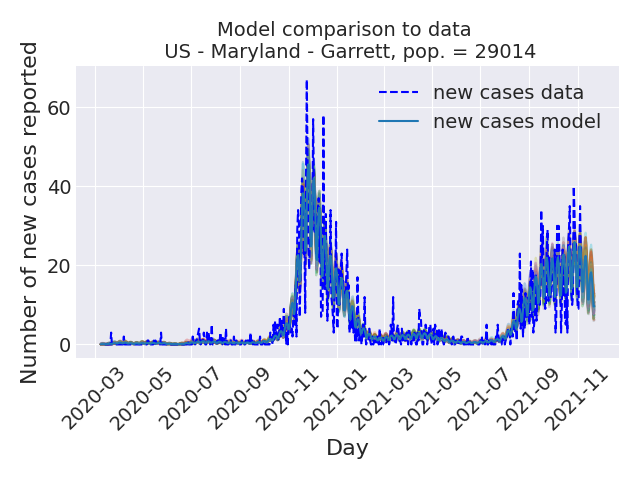 Model comparison to data
US - Maryland - Garrett, pop. = 29014
Number of new cases reported
60
40
20
0
new cases data
new cases model
2020-03
2020-05
2020-07
2020-09
2020-11
2021-01
2021-03
2021-05
2021-07
2021-09
2021-11
Day